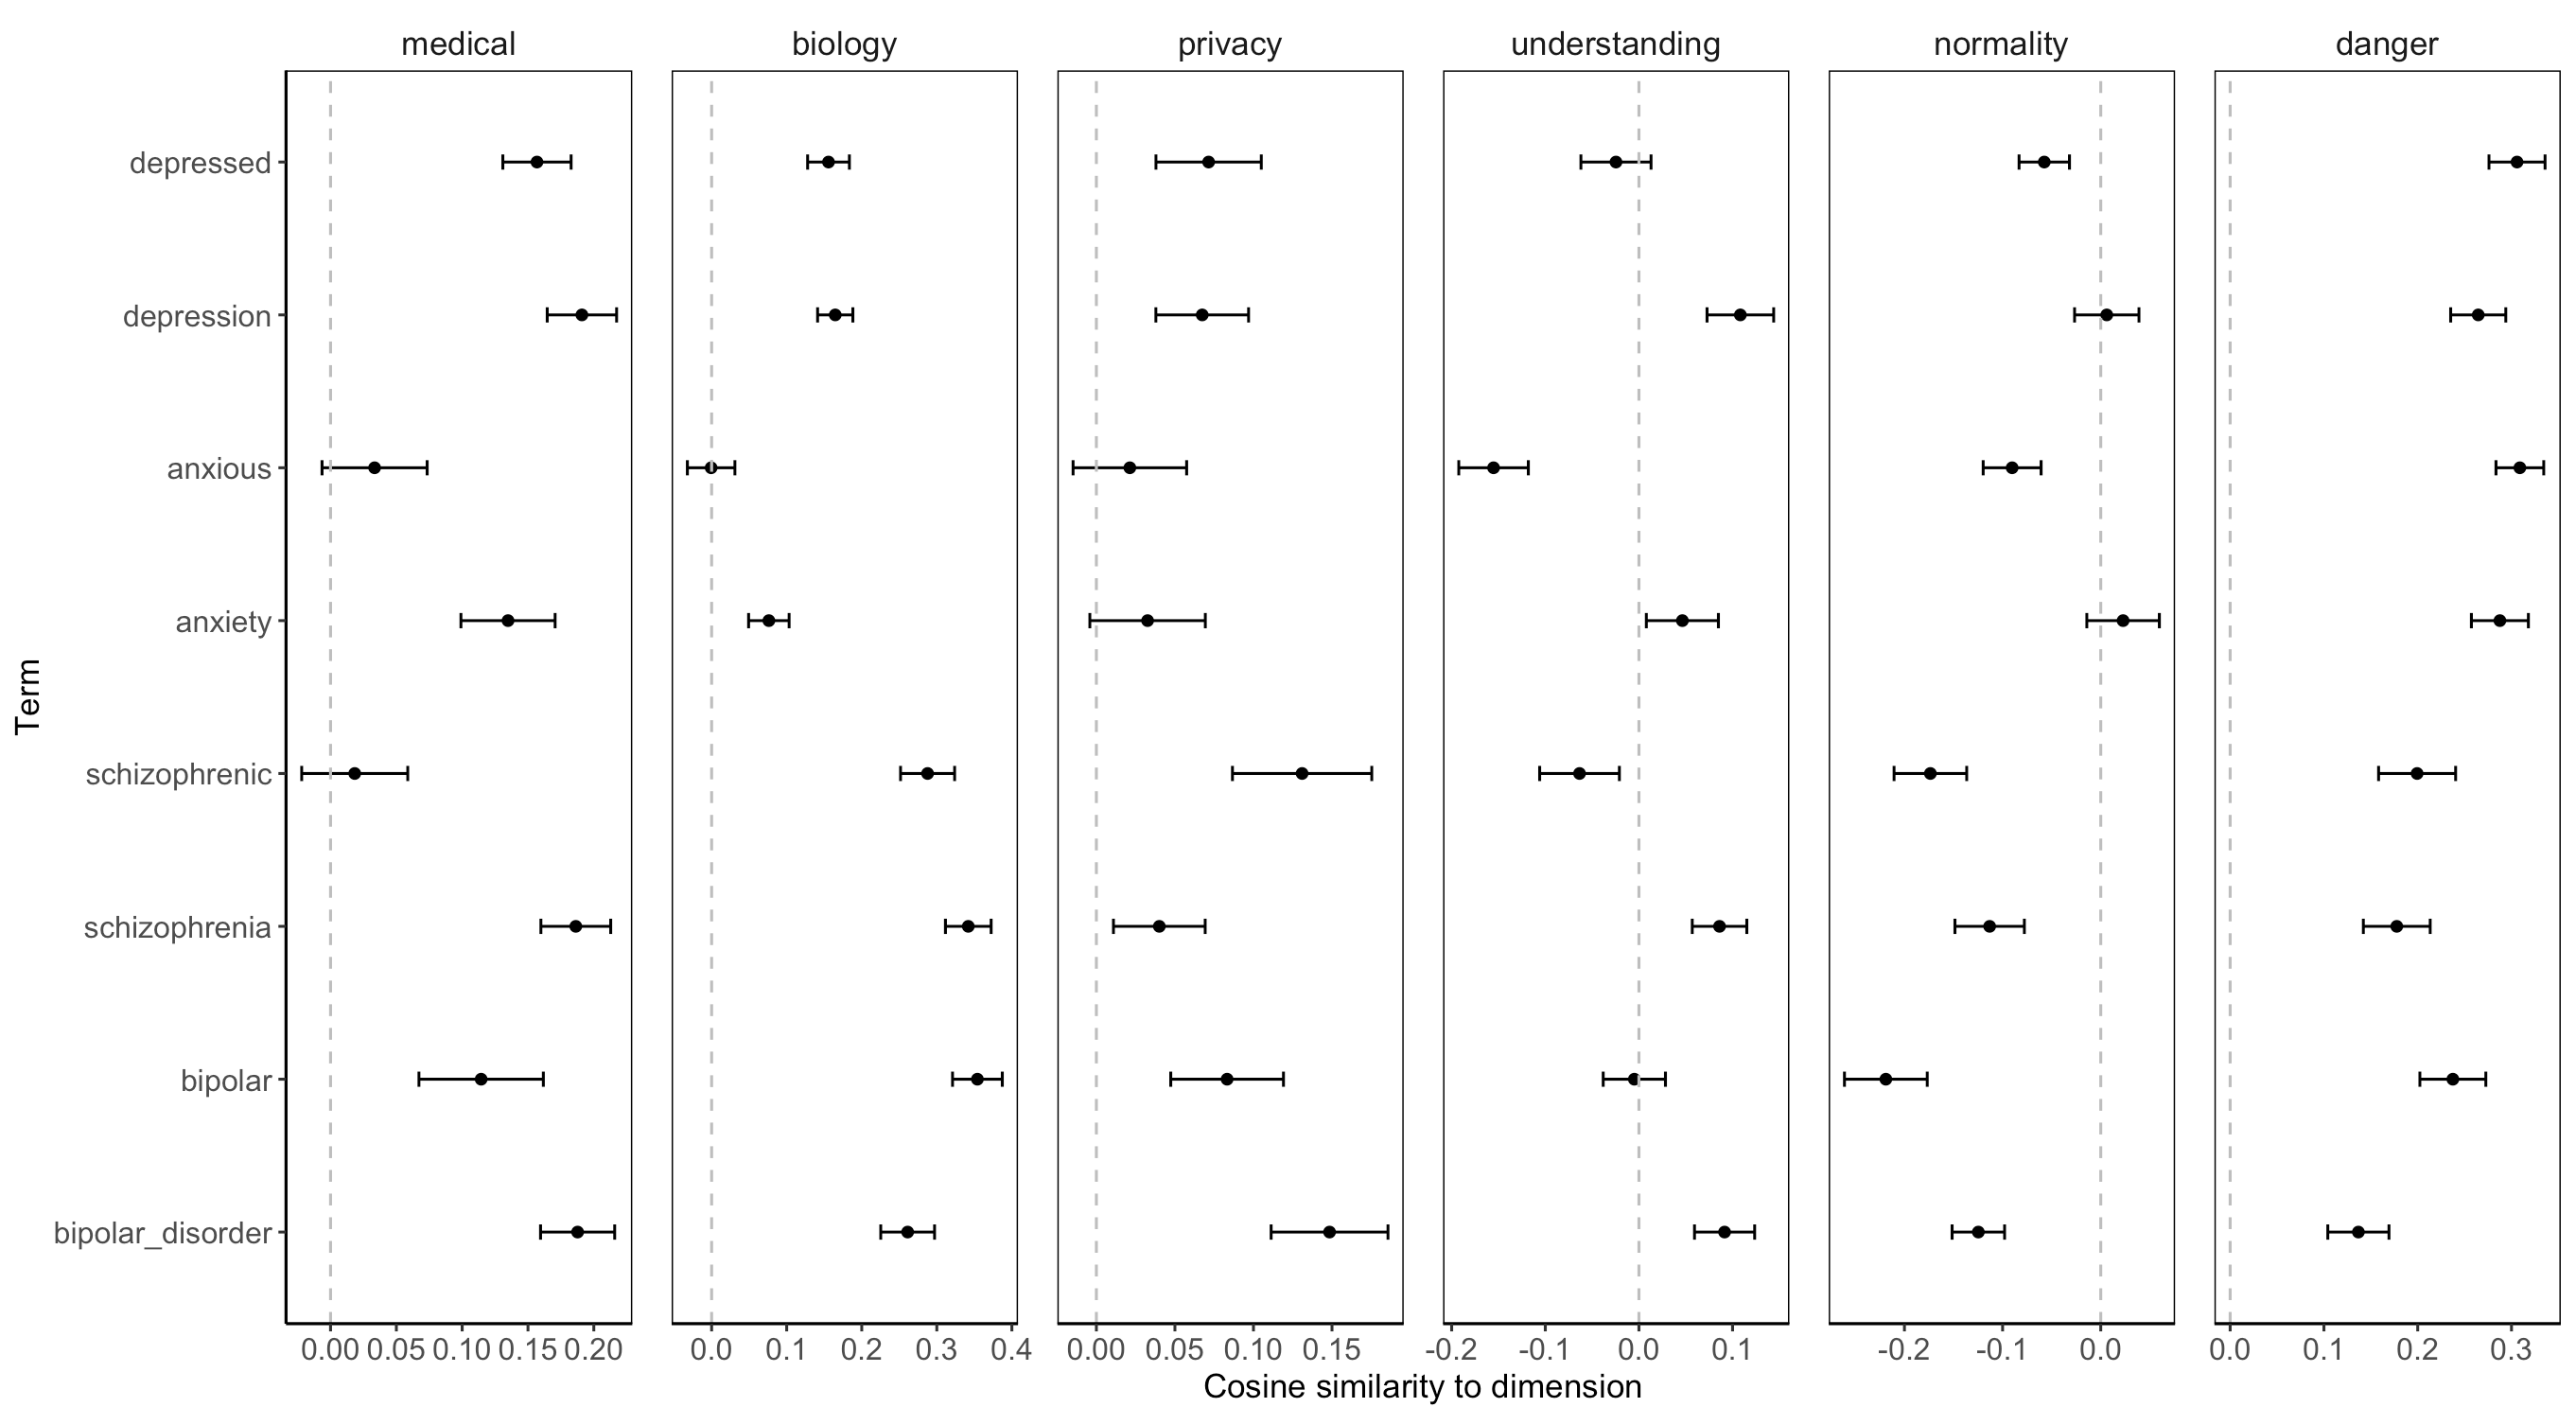 medical biology privacy understanding normality danger
depressed
depression
anxious
anxiety
schizophrenic
schizophrenia
bipolar
bipolar_disorder
Term
0.00 0.05 0.10 0.15 0.20 0.0 0.1 0.2 0.3 0.4 0.00 0.05 0.10 0.15 -0.2 -0.1 0.0 0.1 -0.2 -0.1 0.0 0.0 0.1 0.2 0.3
Cosine similarity to dimension